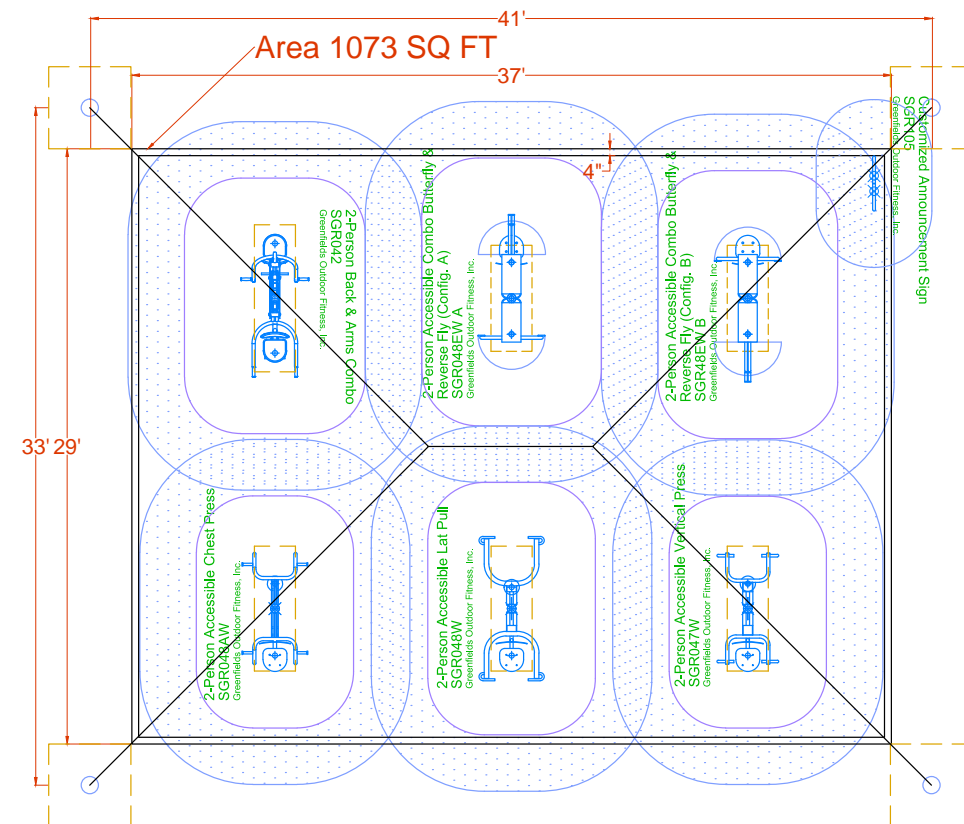 41'
Area 1073 SQ FT
37'
4"
33'
29'
Customized Announcement Sign
SGR105
Greenfields Outdoor Fitness, Inc.
2-Person Back & Arms Combo
SGR042
Greenfields Outdoor Fitness, Inc.
2-Person Accessible Combo Butterfly &
Reverse Fly (Config. A)
SGR048EW A
Greenfields Outdoor Fitness, Inc.
2-Person Accessible Combo Butterfly &
Reverse Fly (Config. B)
SGR48EW B
Greenfields Outdoor Fitness, Inc.
2-Person Accessible Chest Press
SGR048AW
Greenfields Outdoor Fitness, Inc.
2-Person Accessible Lat Pull
SGR048W
Greenfields Outdoor Fitness, Inc.
2-Person Accessible Vertical Press
SGR047W
Greenfields Outdoor Fitness, Inc.